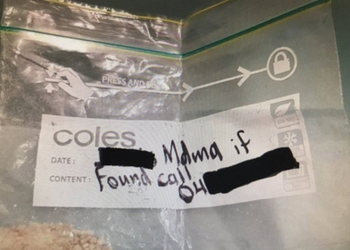 PRESS AND
coles
DATE: Mdma if
CONTENT: Found call
04